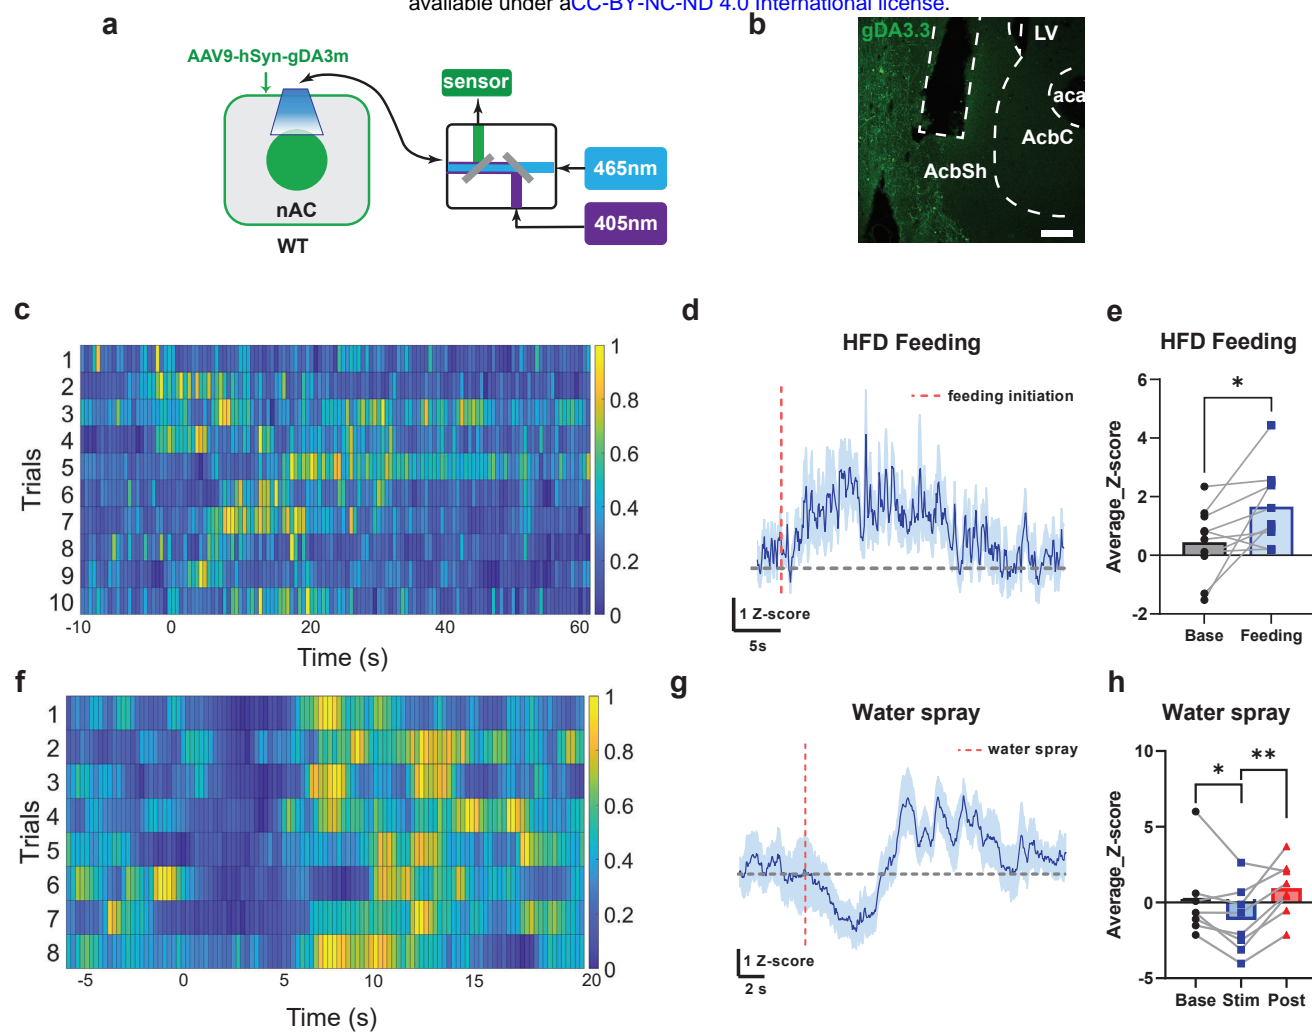 available under aCC-BY-NC-ND 4.0 International license.
a
AAV9-hSyn-gDA3m
nAC
WT
sensor
465nm
405nm
b
gDA3.3
LV
aca
AcbC
AcbSh
c
Trials
1
2
3
4
5
6
7
8
9
10
-10
0
20
40
60
Time (s)
1
0.8
0.6
0.4
0.2
0
d
HFD Feeding
feeding initiation
1 Z-score
5s
e
HFD Feeding
*
Average_Z-score
6
4
2
0
-2
Base Feeding
f
Trials
1
2
3
4
5
6
7
8
-5
0
5
10
15
20
Time (s)
1
0.8
0.6
0.4
0.2
0
g
Water spray
water spray
1 Z-score
2 s
h
Water spray
*
**
Average_Z-score
10
5
0
-5
Base Stim Post